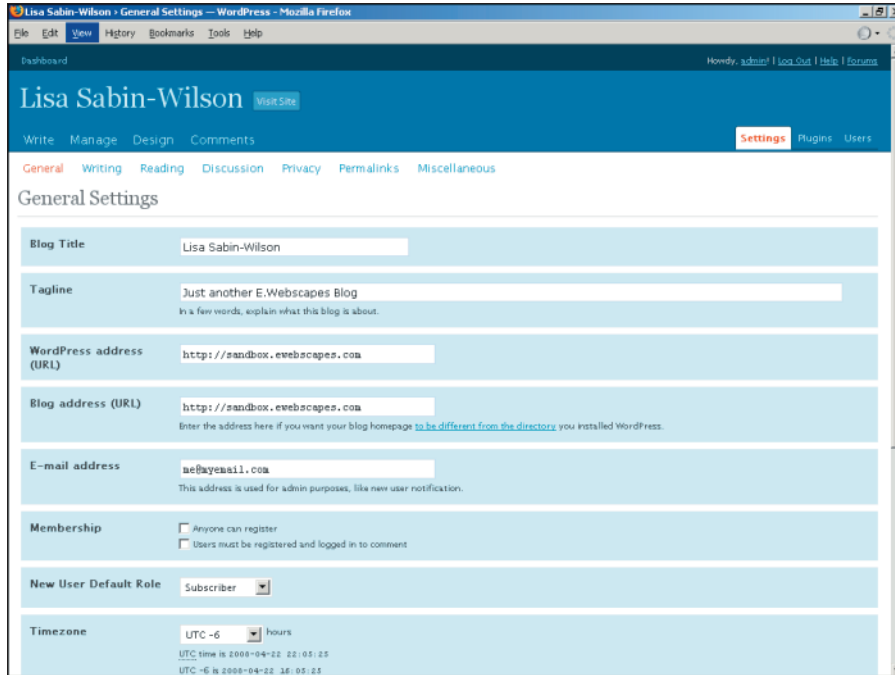 Lisa Sabin-Wilson › General Settings — WordPress - Mozilla Firefox
File Edit View History Bookmarks Tools Help
Dashboard Howdy, admin! | Log Out | Help | Forums
Lisa Sabin-Wilson Visit Site
Write Manage Design Comments Settings Plugins Users
General Writing Reading Discussion Privacy Permalinks Miscellaneous
General Settings
Blog Title Lisa Sabin-Wilson
Tagline Just another E.Webscapes Blog
In a few words, explain what this blog is about.
WordPress address
(URL) http://sandbox.ewebscapes.com
Blog address (URL) http://sandbox.ewebscapes.com
Enter the address here if you want your blog homepage to be different from the directory you installed WordPress.
E-mail address me@myemail.com
This address is used for admin purposes, like new user notification.
Membership Anyone can register
Users must be registered and logged in to comment
New User Default Role Subscriber
Timezone UTC -6 hours
UTC time is 2008-04-22 22:05:25
UTC -6 is 2008-04-22 16:05:25